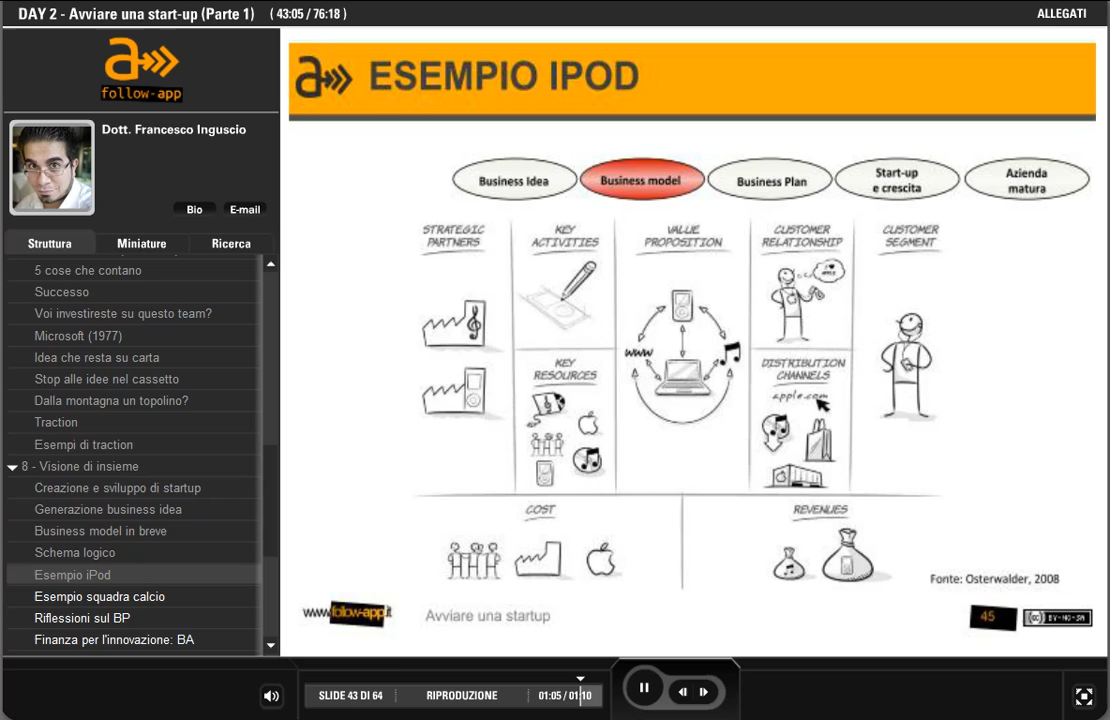 DAY 2 - Avviare una start-up (Parte 1) ( 43:05 / 76:18 )
ALLEGATI
follow-app
Dott. Francesco Inguscio
Bio
E-mail
Struttura
Miniature
Ricerca
5 cose che contano
Successo
Voi investireste su questo team?
Microsoft (1977)
Idea che resta su carta
Stop alle idee nel cassetto
Dalla montagna un topolino?
Traction
Esempi di traction
8 - Visione di insieme
Creazione e sviluppo di startup
Generazione business idea
Business model in breve
Schema logico
Esempio iPod
Esempio squadra calcio
Riflessioni sul BP
Finanza per l'innovazione: BA
a ESEMPIO IPOD
Business Idea
Business model
Business Plan
Start-up
e crescita
Azienda
matura
STRATEGIC
PARTNERS
KEY
ACTIVITIES
VALUE
PROPOSITION
CUSTOMER
RELATIONSHIP
CUSTOMER
SEGMENT
www
KEY
RESOURCES
DISTRIBUTION
CHANNELS
apple.com
COST
REVENUES
Fonte: Osterwalder, 2008
www.follow-app.it
Avviare una startup
45
(cc) BY-NC-SA
SLIDE 43 DI 64
RIPRODUZIONE
01:05 / 01:10